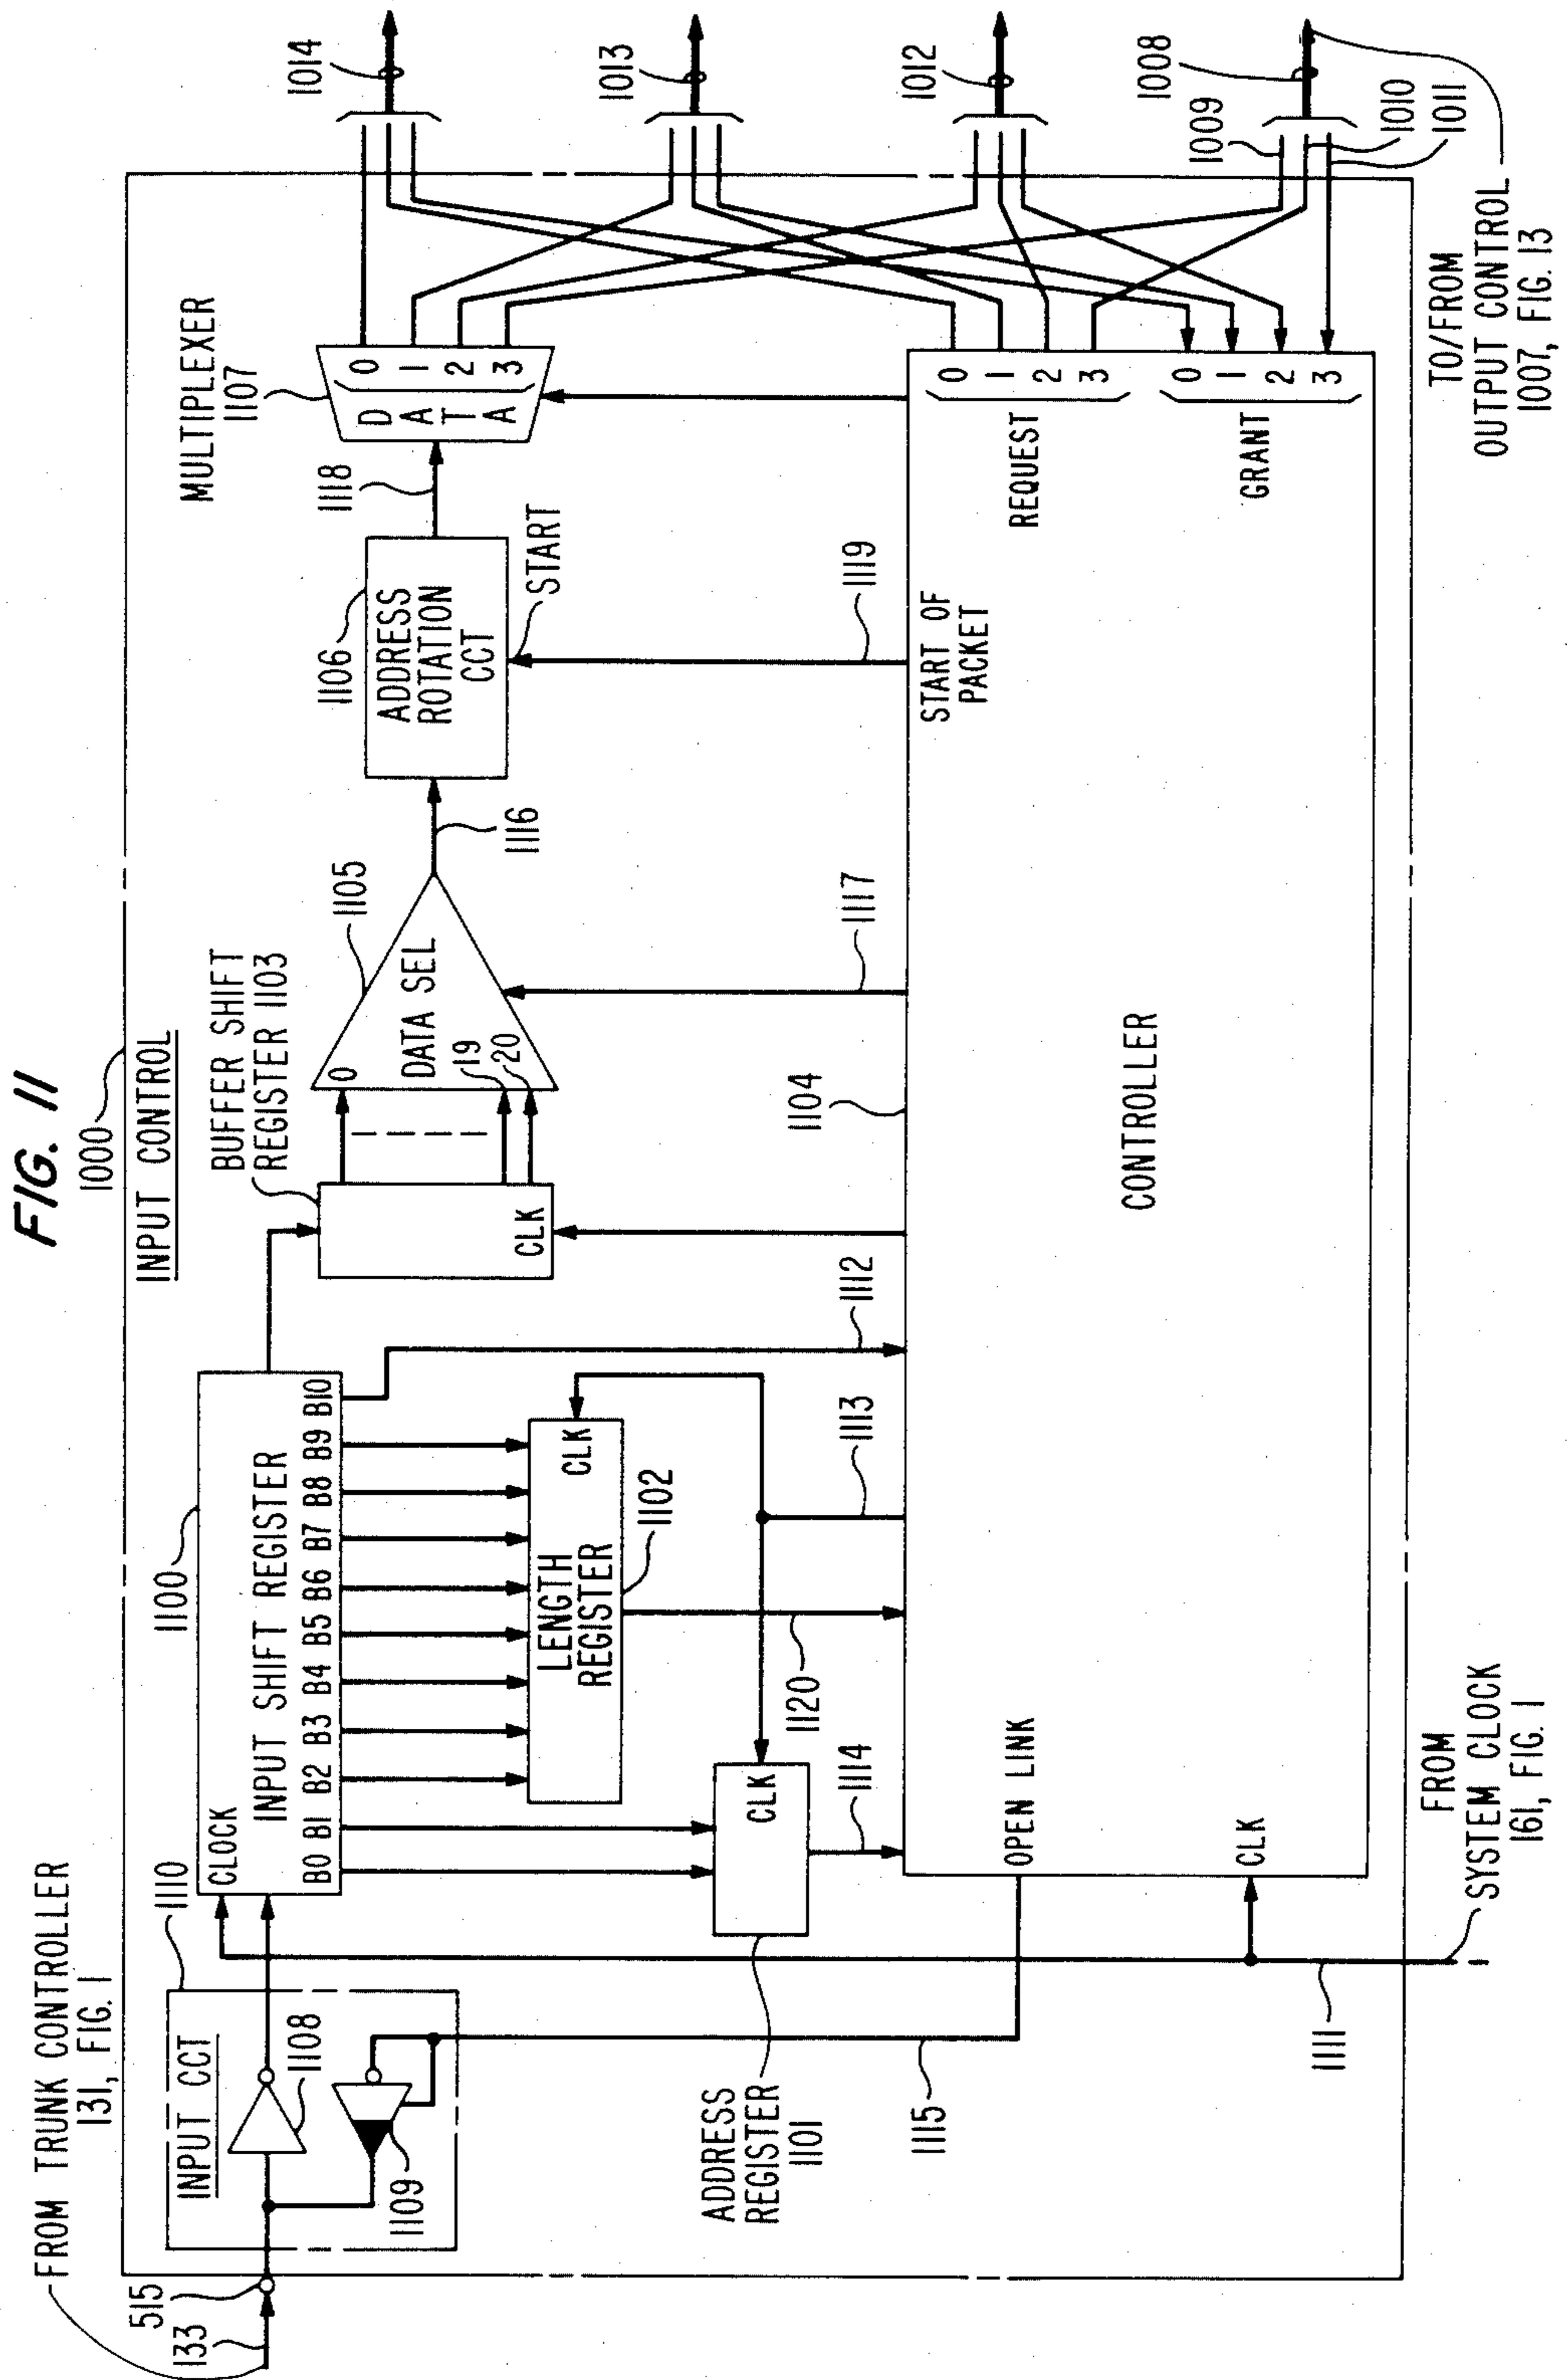 FIG. 11
1000
INPUT CONTROL
FROM TRUNK CONTROLLER
131, FIG. 1
133
515
1110
INPUT CCT
1108
1109
1100
CLOCK
INPUT SHIFT REGISTER
B0 B1 B2 B3 B4 B5 B6 B7 B8 B9 B10
LENGTH
REGISTER
CLK
1102
CLK
ADDRESS
REGISTER
1101
BUFFER SHIFT
REGISTER 1103
CLK
0
19
20
DATA SEL
1105
1116
1106
ADDRESS
ROTATION
CCT
START
1118
MULTIPLEXER
1107
DATA
0
1
2
3
1014
1013
1012
1008
1009
1010
1011
1115
1114
1120
1113
1112
1104
1117
1119
OPEN LINK
CLK
CONTROLLER
START OF
PACKET
REQUEST
0
1
2
3
GRANT
0
1
2
3
1111
FROM
SYSTEM CLOCK
161, FIG. 1
TO/FROM
OUTPUT CONTROL
1007, FIG. 13